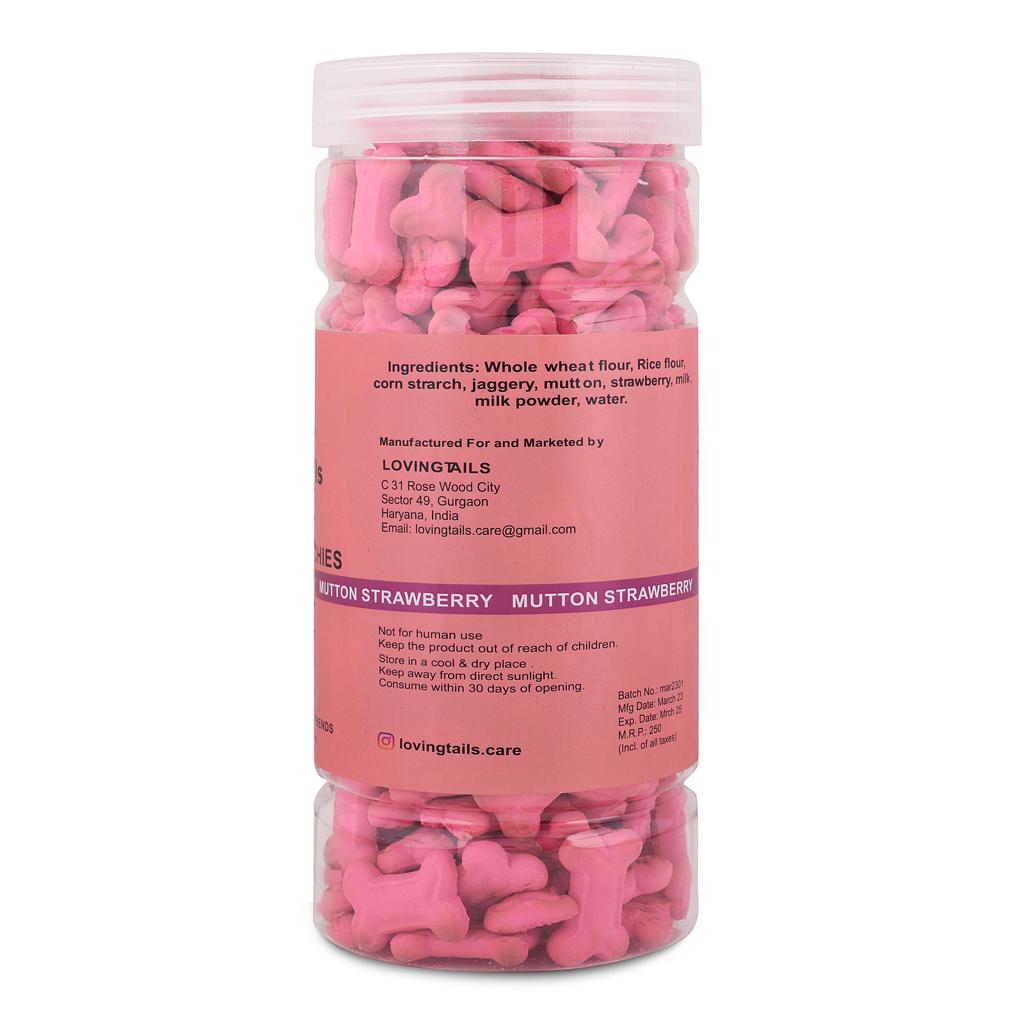 Ingredients: Whole wheat flour, Rice flour,
corn strarch, jaggery, mutton, strawberry, milk,
milk powder, water.
Manufactured For and Marketed by
LOVINGTAILS
C 31 Rose Wood City
Sector 49, Gurgaon
Haryana, India
Email: lovingtails.care@gmail.com
MUTTON STRAWBERRY MUTTON STRAWBERRY
Not for human use
Keep the product out of reach of children.
Store in a cool & dry place .
Keep away from direct sunlight.
Consume within 30 days of opening.
Batch No.: mar2301
Mfg Date: March 23
Exp. Date: Mrch 25
M.R.P.: 250
(Incl. of all taxes)
lovingtails.care